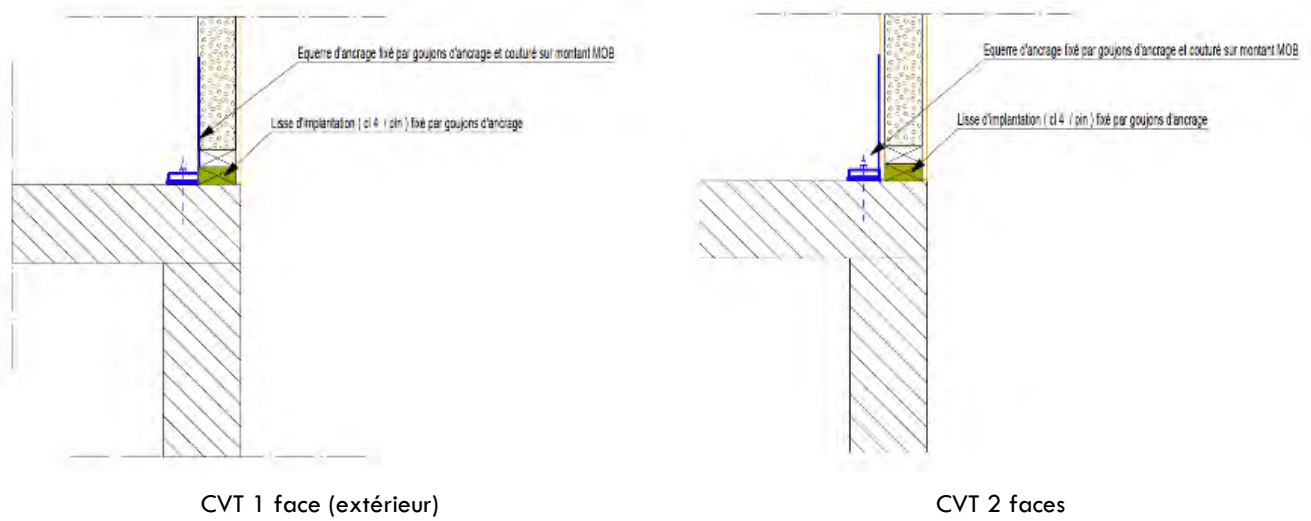 Equerre d'ancrage fixé par goujons d'ancrage et couturé sur montant MOB
Lisse d'implantation ( cl 4 / pin ) fixé par goujons d'ancrage
Equerre d'ancrage fixé par goujons d'ancrage et couturé sur montant MOB
Lisse d'implantation ( cl 4 / pin ) fixé par goujons d'ancrage
CVT 1 face (extérieur)
CVT 2 faces